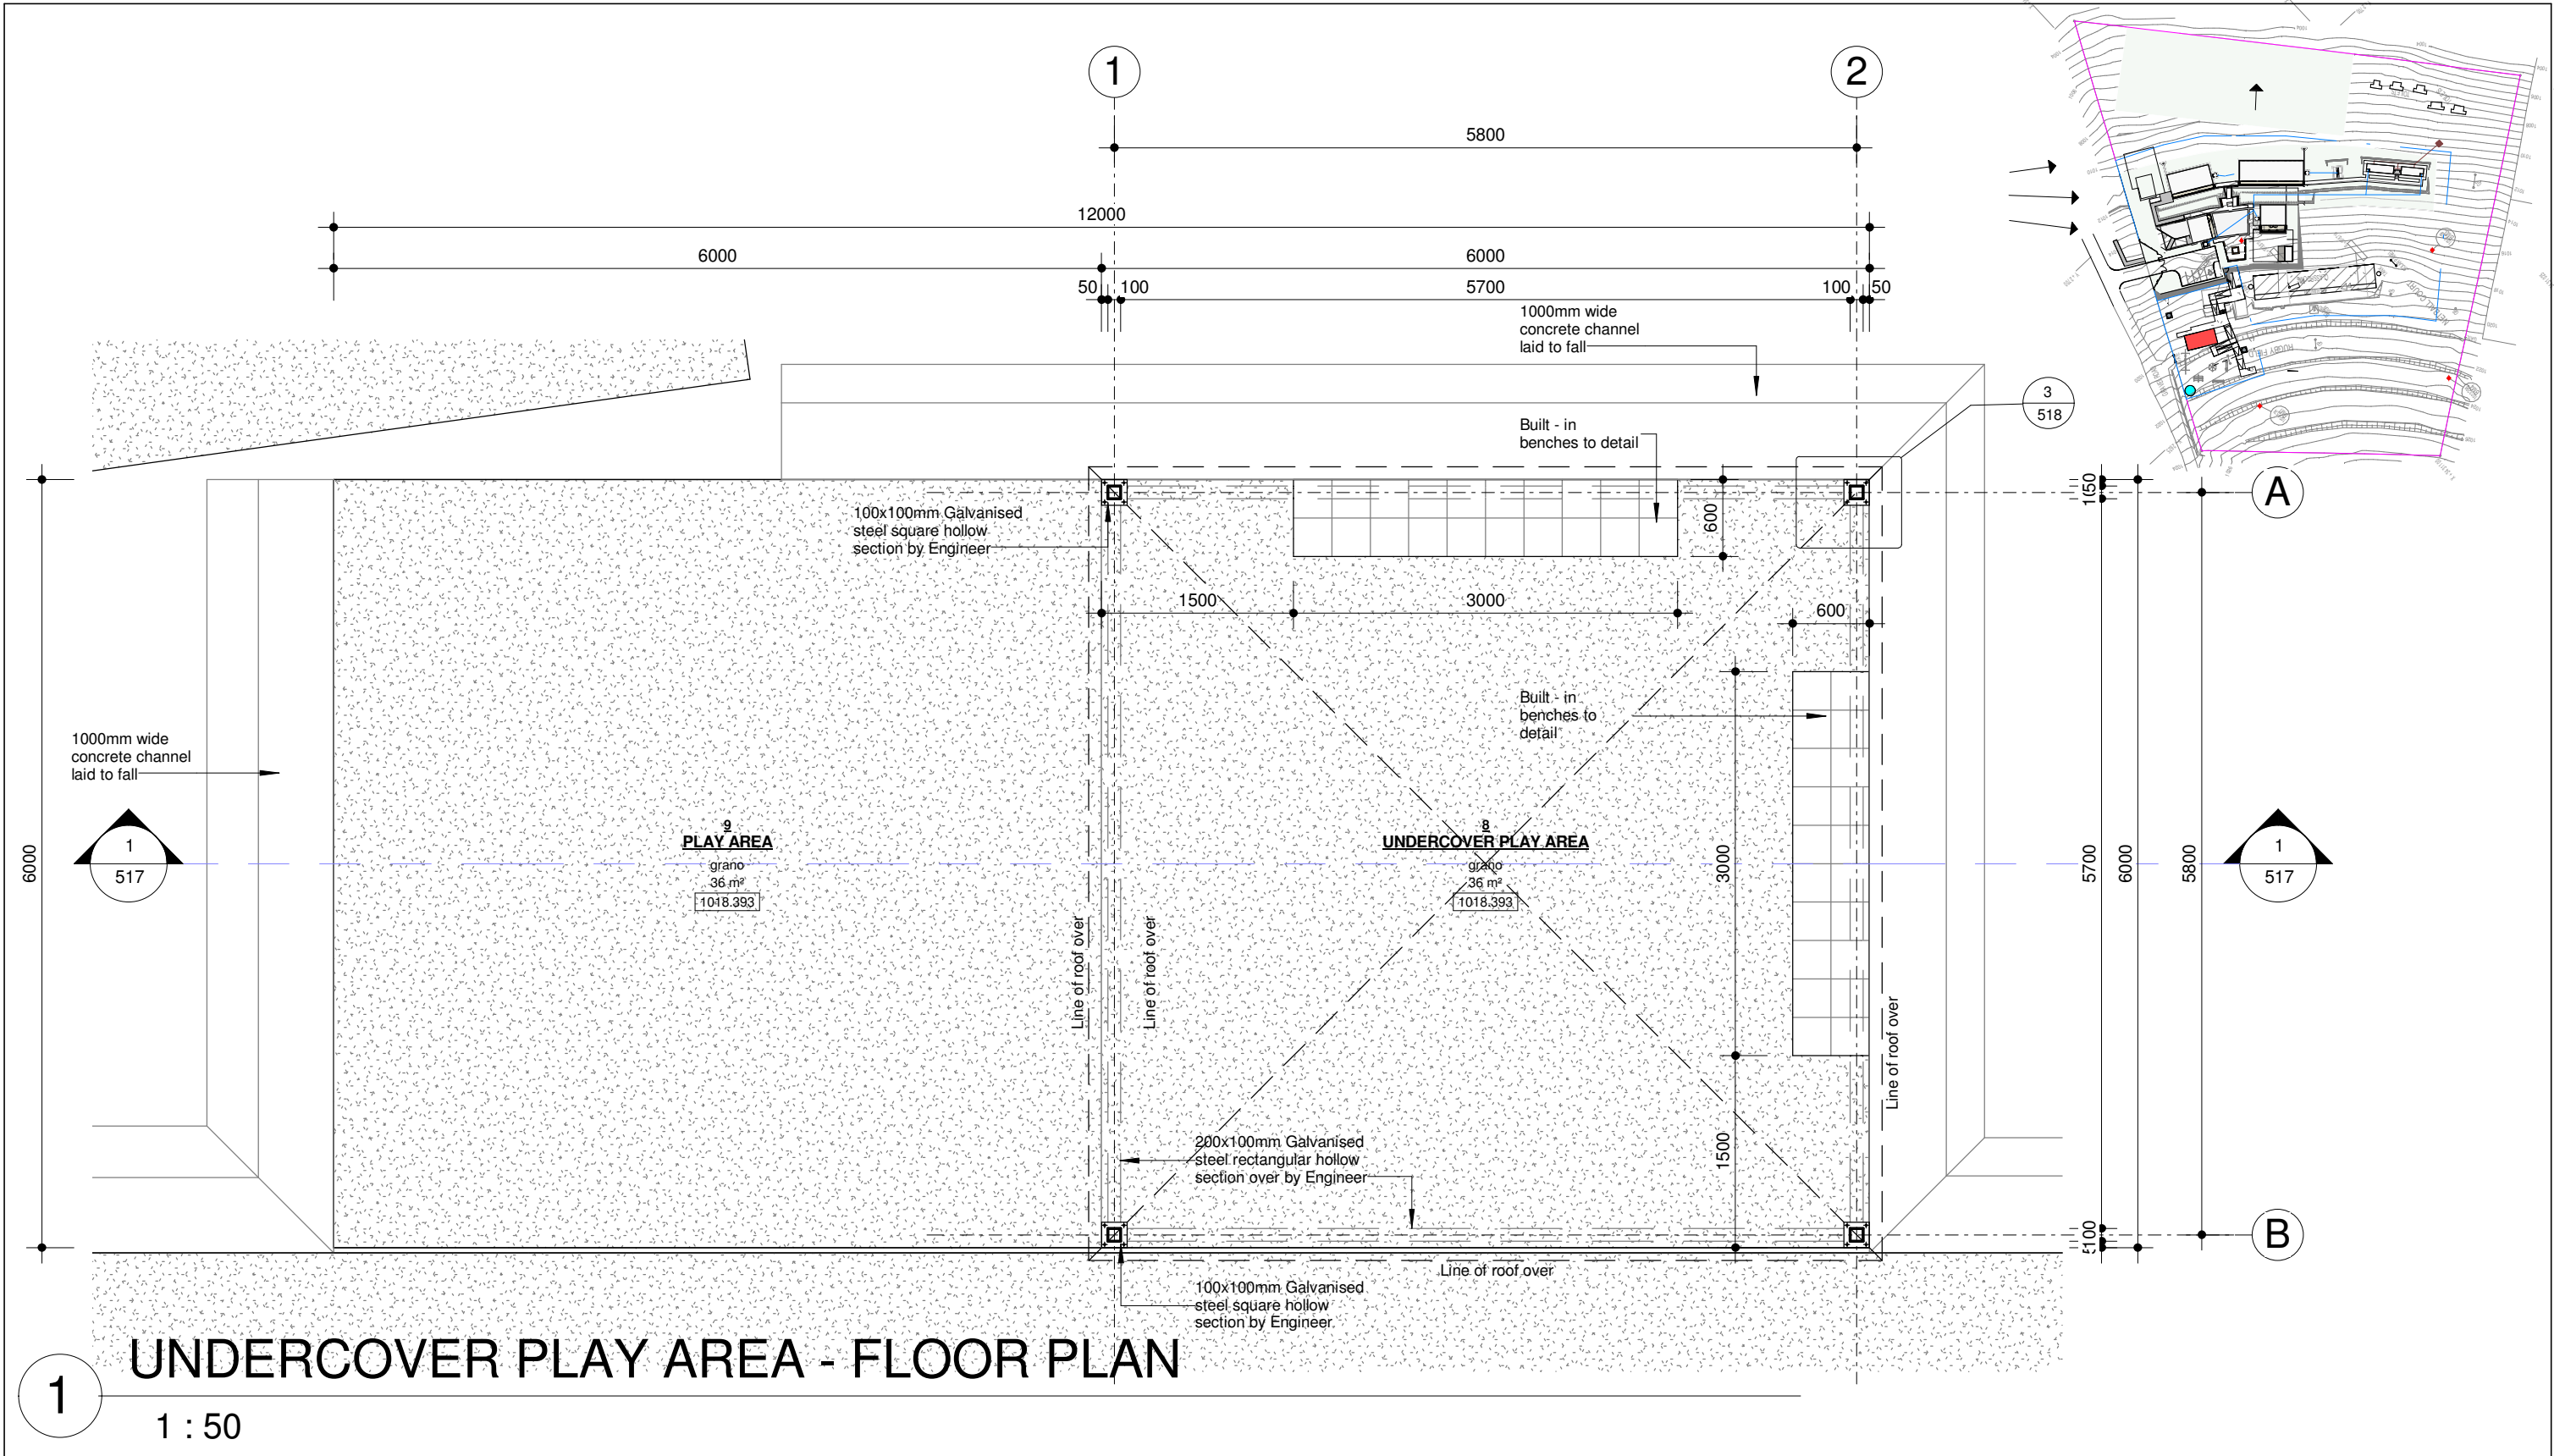 1
2
5800
12000
6000
6000
50
100
5700
100
50
1000mm wide
concrete channel
laid to fall
3
518
Built - in
benches to detail
A
100x100mm Galvanised
steel square hollow
section by Engineer
600
1500
3000
600
Built - in
benches to
detail
1000mm wide
concrete channel
laid to fall
1
517
6000
9
PLAY AREA
grano
36 m²
1018.393
8
UNDERCOVER PLAY AREA
grano
36 m²
1018.393
3000
5700
6000
5800
1
517
Line of roof over
Line of roof over
Line of roof over
1500
200x100mm Galvanised
steel rectangular hollow
section over by Engineer
100
B
Line of roof over
100x100mm Galvanised
steel square hollow
section by Engineer
1
UNDERCOVER PLAY AREA - FLOOR PLAN
1 : 50
RUGBY FIELD